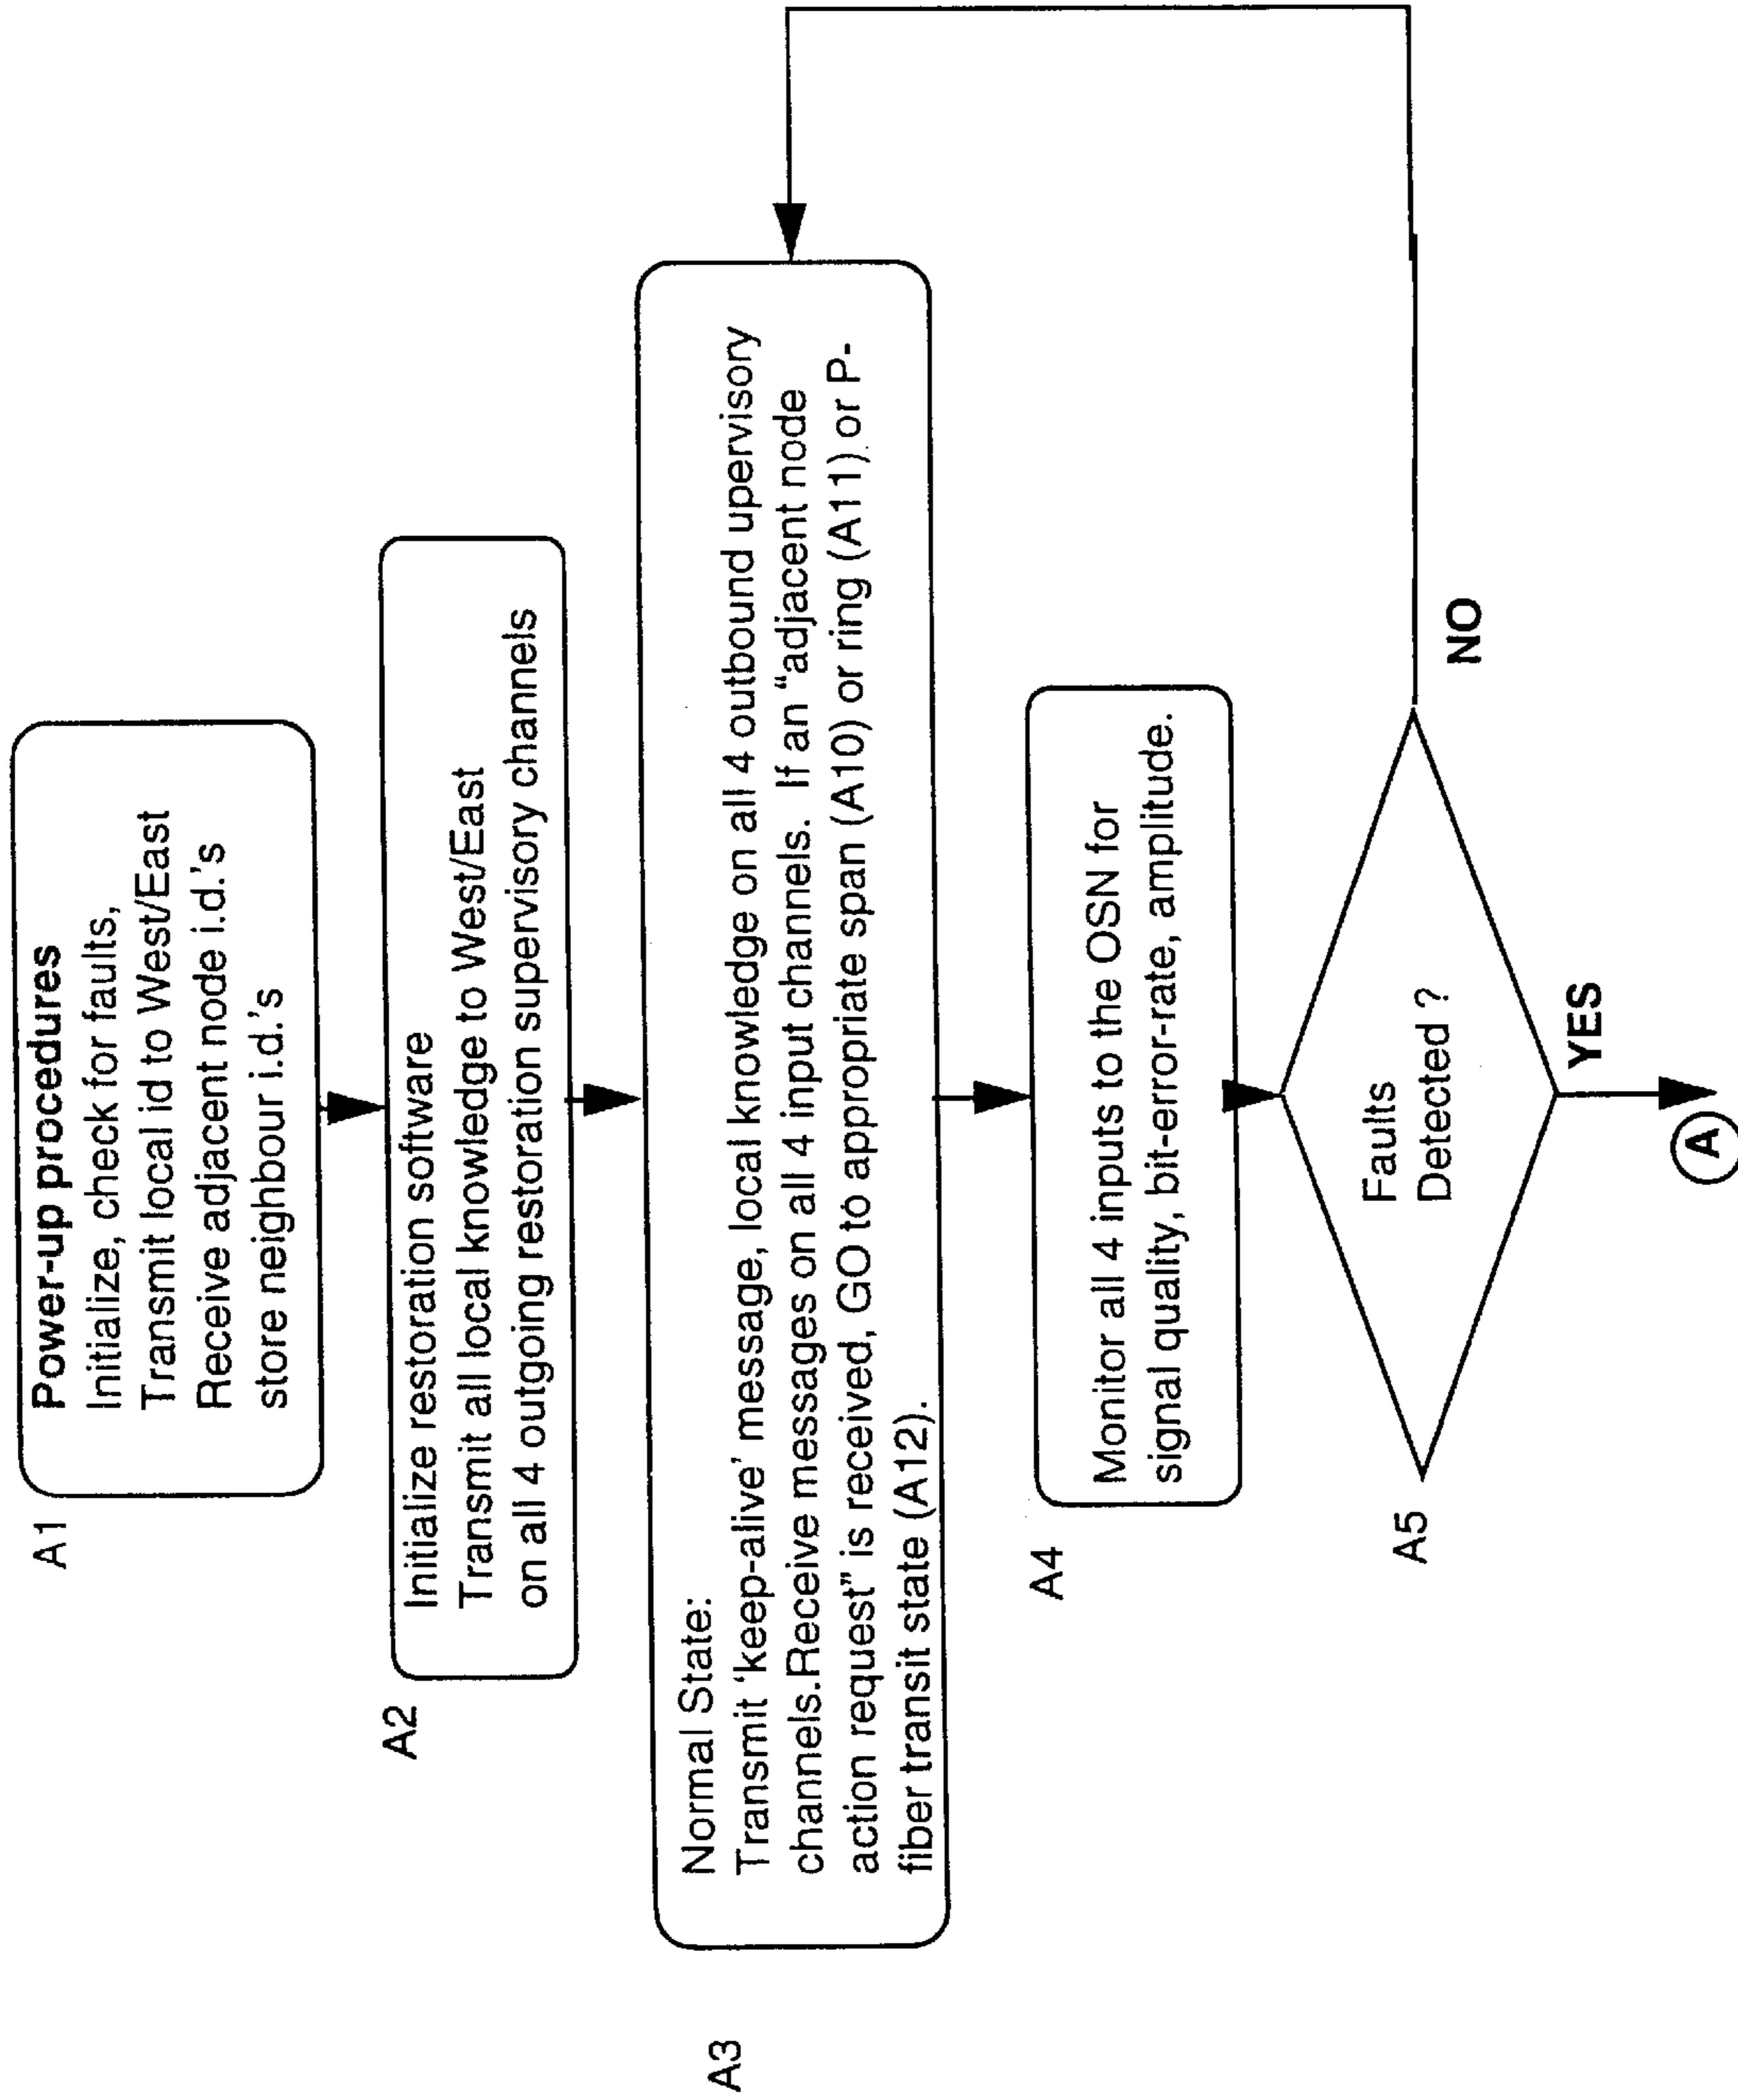 A1
Power-up procedures
Initialize, check for faults,
Transmit local id to West/East
Receive adjacent node i.d.'s
store neighbour i.d.'s
A2
Initialize restoration software
Transmit all local knowledge to West/East
on all 4 outgoing restoration supervisory channels
A3
Normal State:
Transmit 'keep-alive' message, local knowledge on all 4 outbound upervisory
channels.Receive messages on all 4 input channels. If an "adjacent node
action request" is received, GO to appropriate span (A10) or ring (A11) or P-
fiber transit state (A12).
A4
Monitor all 4 inputs to the OSN for
signal quality, bit-error-rate, amplitude.
A5
Faults
Detected ?
NO
YES
A